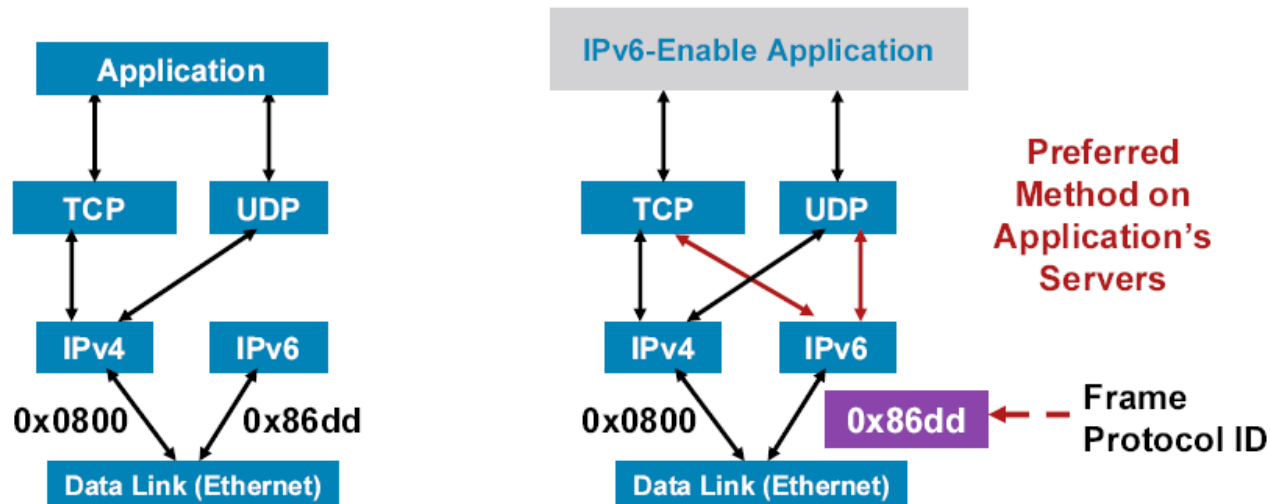 Application
TCP
UDP
IPv4
IPv6
0x0800
0x86dd
Data Link (Ethernet)
IPv6-Enable Application
TCP
UDP
Preferred
Method on
Application's
Servers
IPv4
IPv6
0x0800
0x86dd
Frame
Protocol ID
Data Link (Ethernet)